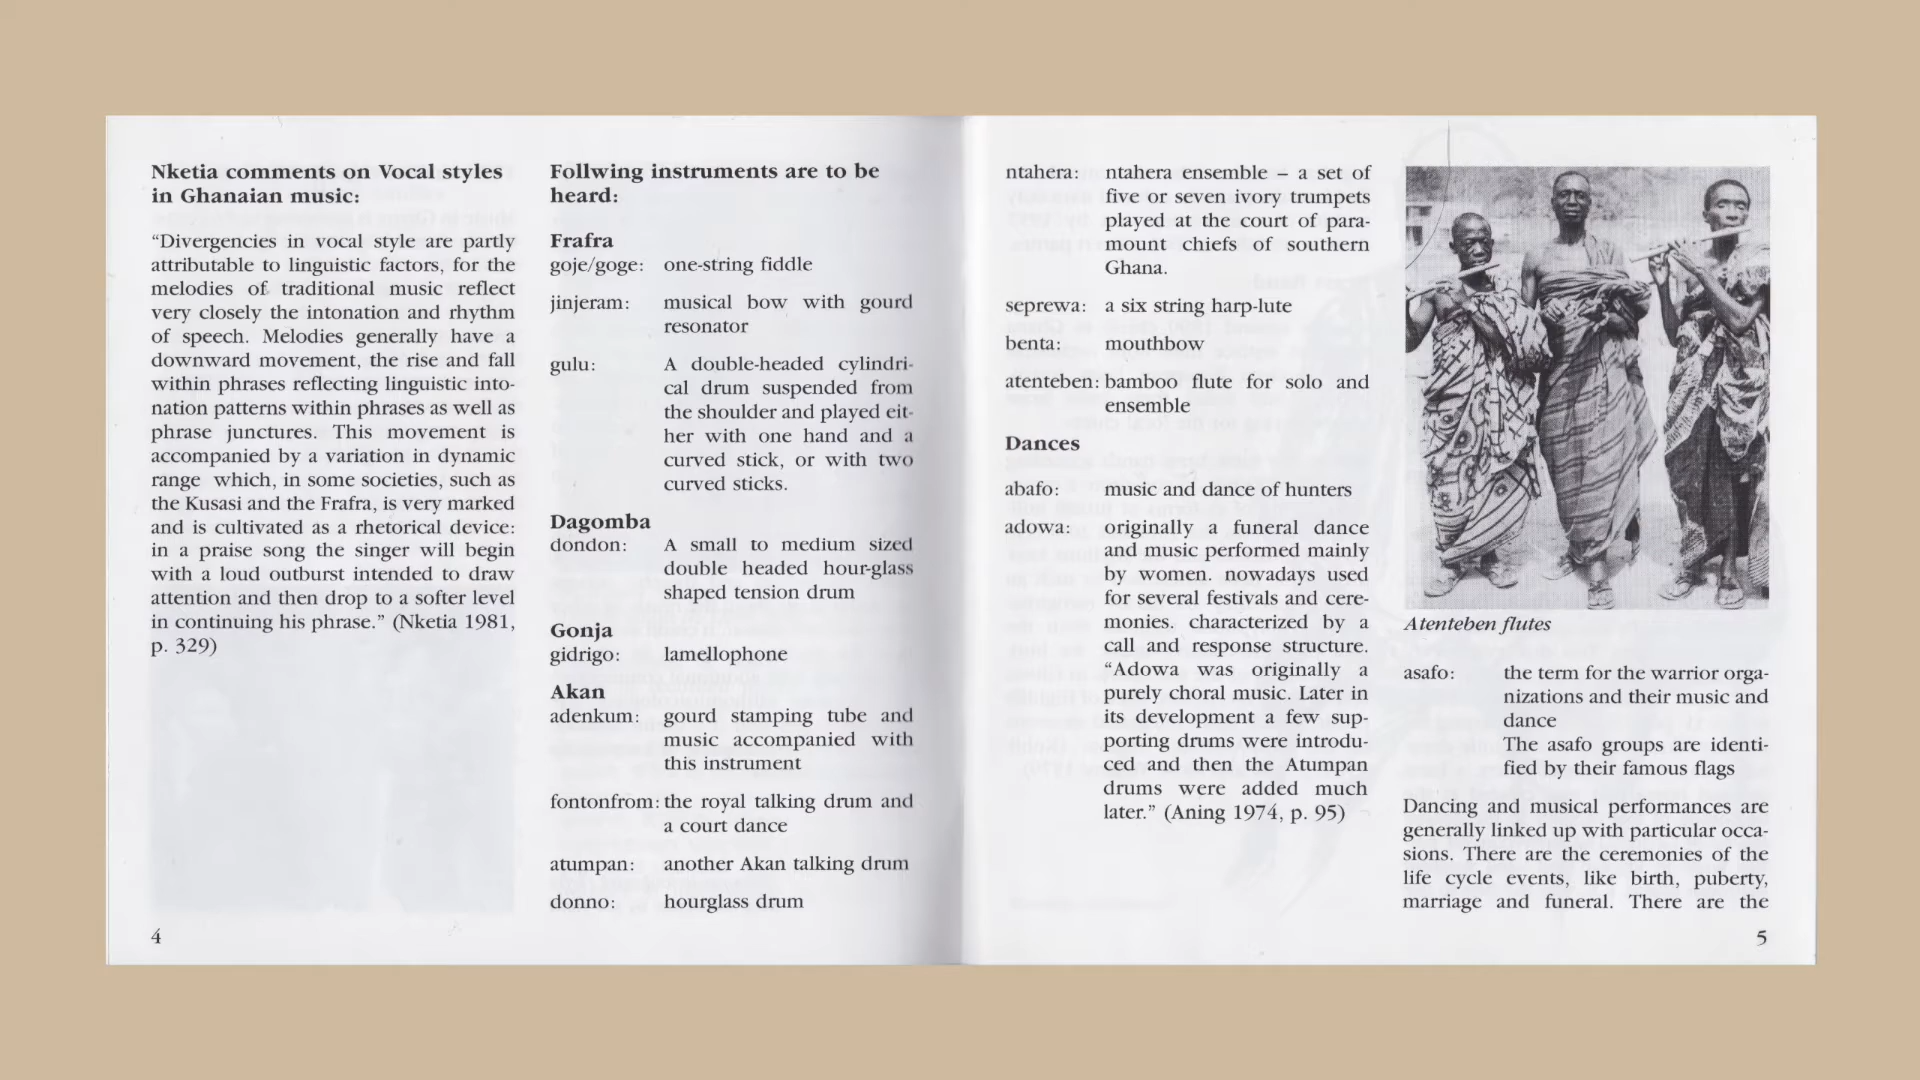 Nketia comments on Vocal styles
in Ghanaian music:
“Divergencies in vocal style are partly
attributable to linguistic factors, for the
melodies of traditional music reflect
very closely the intonation and rhythm
of speech. Melodies generally have a
downward movement, the rise and fall
within phrases reflecting linguistic into-
nation patterns within phrases as well as
phrase junctures. This movement is
accompanied by a variation in dynamic
range which, in some societies, such as
the Kusasi and the Frafra, is very marked
and is cultivated as a rhetorical device:
in a praise song the singer will begin
with a loud outburst intended to draw
attention and then drop to a softer level
in continuing his phrase.” (Nketia 1981,
p. 329)
4
Follwing instruments are to be
heard:
Frafra
goje/goge: one-string fiddle
jinjeram: musical bow with gourd
resonator
gulu: A double-headed cylindri-
cal drum suspended from
the shoulder and played eit-
her with one hand and a
curved stick, or with two
curved sticks.
Dagomba
dondon: A small to medium sized
double headed hour-glass
shaped tension drum
Gonja
gidrigo: lamellophone
Akan
adenkum: gourd stamping tube and
music accompanied with
this instrument
fontonfrom: the royal talking drum and
a court dance
atumpan: another Akan talking drum
donno: hourglass drum
ntahera: ntahera ensemble – a set of
five or seven ivory trumpets
played at the court of para-
mount chiefs of southern
Ghana.
seprewa: a six string harp-lute
benta: mouthbow
atenteben: bamboo flute for solo and
ensemble
Dances
abafo: music and dance of hunters
adowa: originally a funeral dance
and music performed mainly
by women. nowadays used
for several festivals and cere-
monies. characterized by a
call and response structure.
“Adowa was originally a
purely choral music. Later in
its development a few sup-
porting drums were introdu-
ced and then the Atumpan
drums were added much
later.” (Aning 1974, p. 95)
Atenteben flutes
asafo: the term for the warrior orga-
nizations and their music and
dance
The asafo groups are identi-
fied by their famous flags
Dancing and musical performances are
generally linked up with particular occa-
sions. There are the ceremonies of the
life cycle events, like birth, puberty,
marriage and funeral. There are the
5